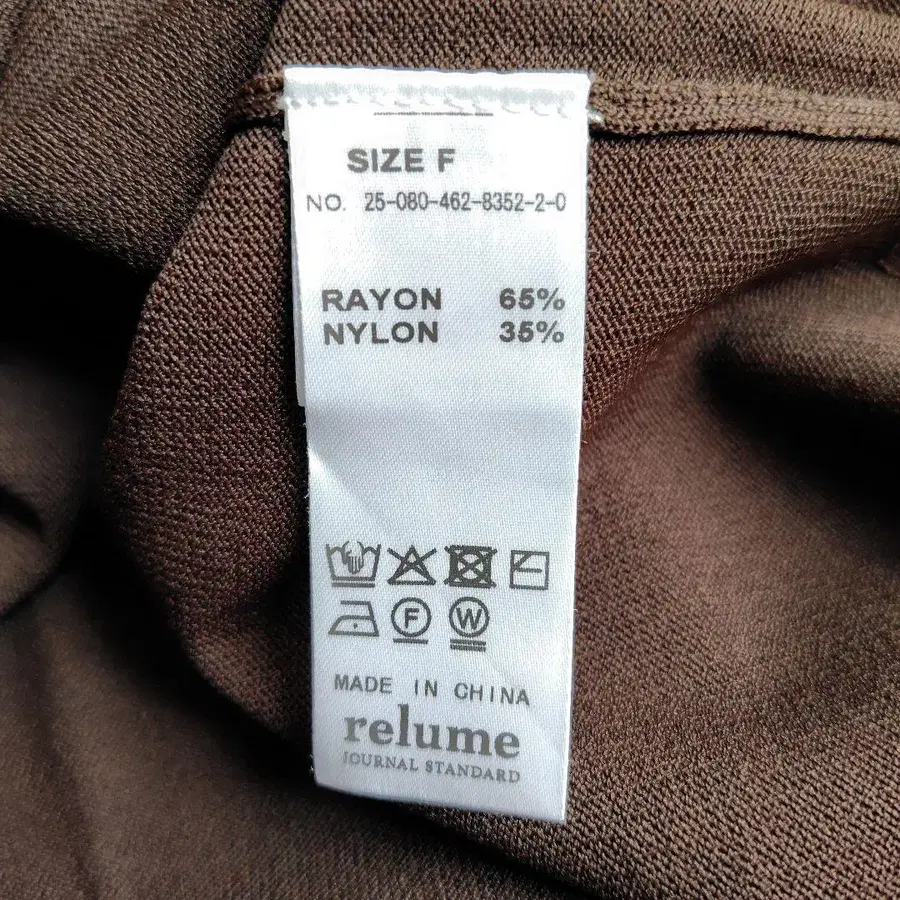 SIZE F
NO. 25-080-462-8352-2-0
RAYON 65%
NYLON 35%
F W
MADE IN CHINA
relume
JOURNAL STANDARD